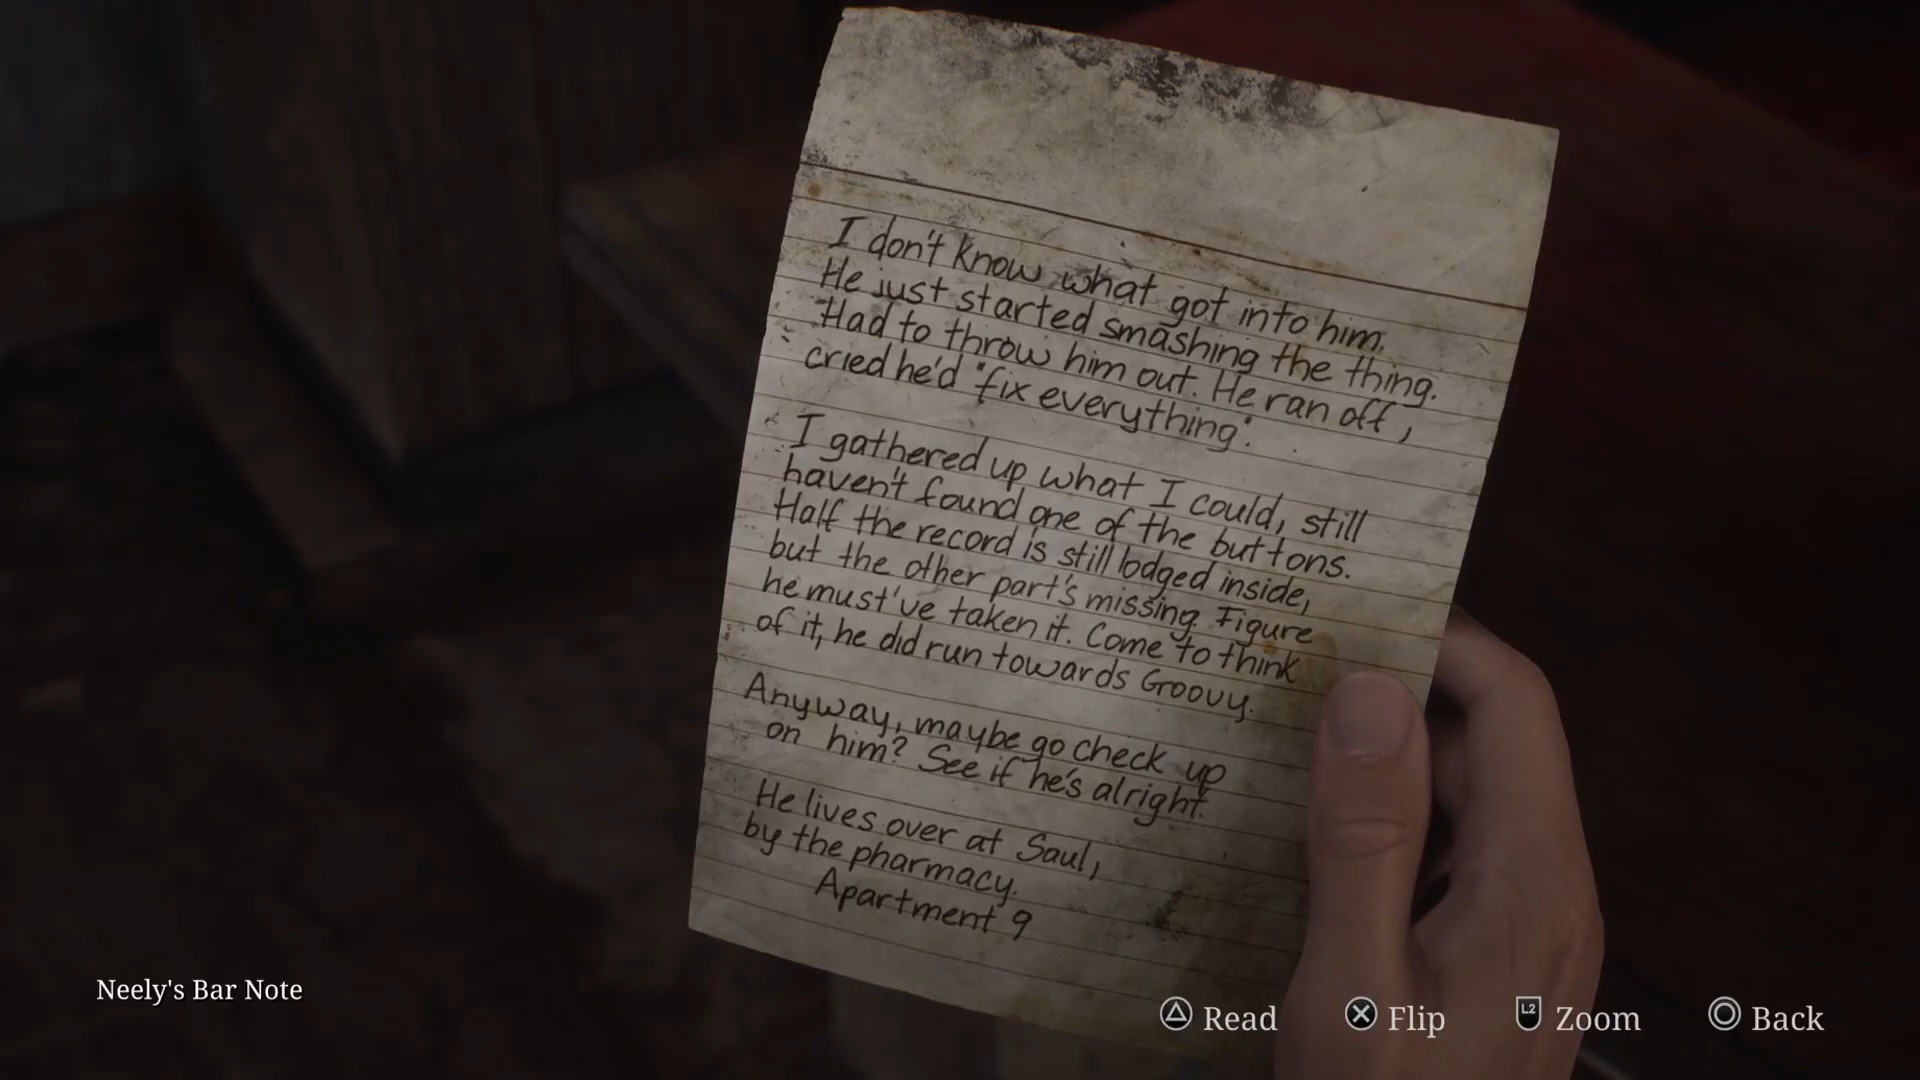 I don't know what got into him.
He just started smashing the thing.
Had to throw him out. He ran off,
cried he'd "fix everything".
I gathered up what I could, still
haven't found one of the buttons.
Half the record is still lodged inside,
but the other part's missing. Figure
he must've taken it. Come to think
of it, he did run towards Groovy.
Anyway, maybe go check up
on him? See if he's alright.
He lives over at Saul,
by the pharmacy.
Apartment 9
Neely's Bar Note
Read
Flip
L2 Zoom
Back